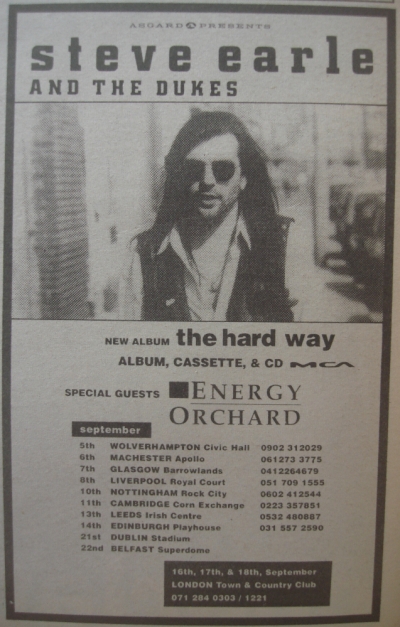 ASGARD PRESENTS
steve earle
AND THE DUKES
NEW ALBUM the hard way
ALBUM, CASSETTE, & CD MCA
SPECIAL GUESTS ENERGY
ORCHARD
september
5th WOLVERHAMPTON Civic Hall 0902 312029
6th MACHESTER Apollo 061273 3775
7th GLASGOW Barrowlands 0412264679
8th LIVERPOOL Royal Court 051 709 1555
10th NOTTINGHAM Rock City 0602 412544
11th CAMBRIDGE Corn Exchange 0223 357851
13th LEEDS Irish Centre 0532 480887
14th EDINBURGH Playhouse 031 557 2590
21st DUBLIN Stadium
22nd BELFAST Superdome
16th, 17th & 18th, September
LONDON Town & Country Club
071 284 0303 / 1221